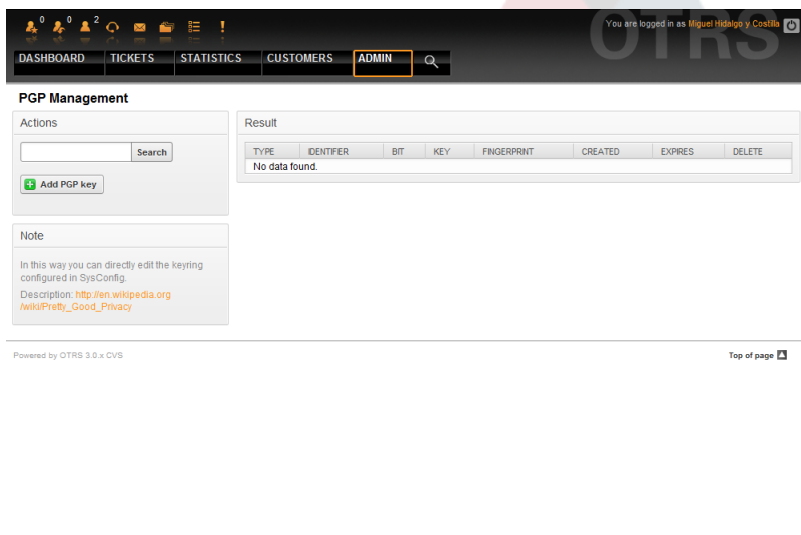 0 0 2
You are logged in as Miguel Hidalgo y Costilla
OTRS
DASHBOARD TICKETS STATISTICS CUSTOMERS ADMIN
PGP Management
Actions
Search
Add PGP key
Result
TYPE IDENTIFIER BIT KEY FINGERPRINT CREATED EXPIRES DELETE
No data found.
Note
In this way you can directly edit the keyring
configured in SysConfig.
Description: http://en.wikipedia.org
/wiki/Pretty_Good_Privacy
Powered by OTRS 3.0.x CVS
Top of page